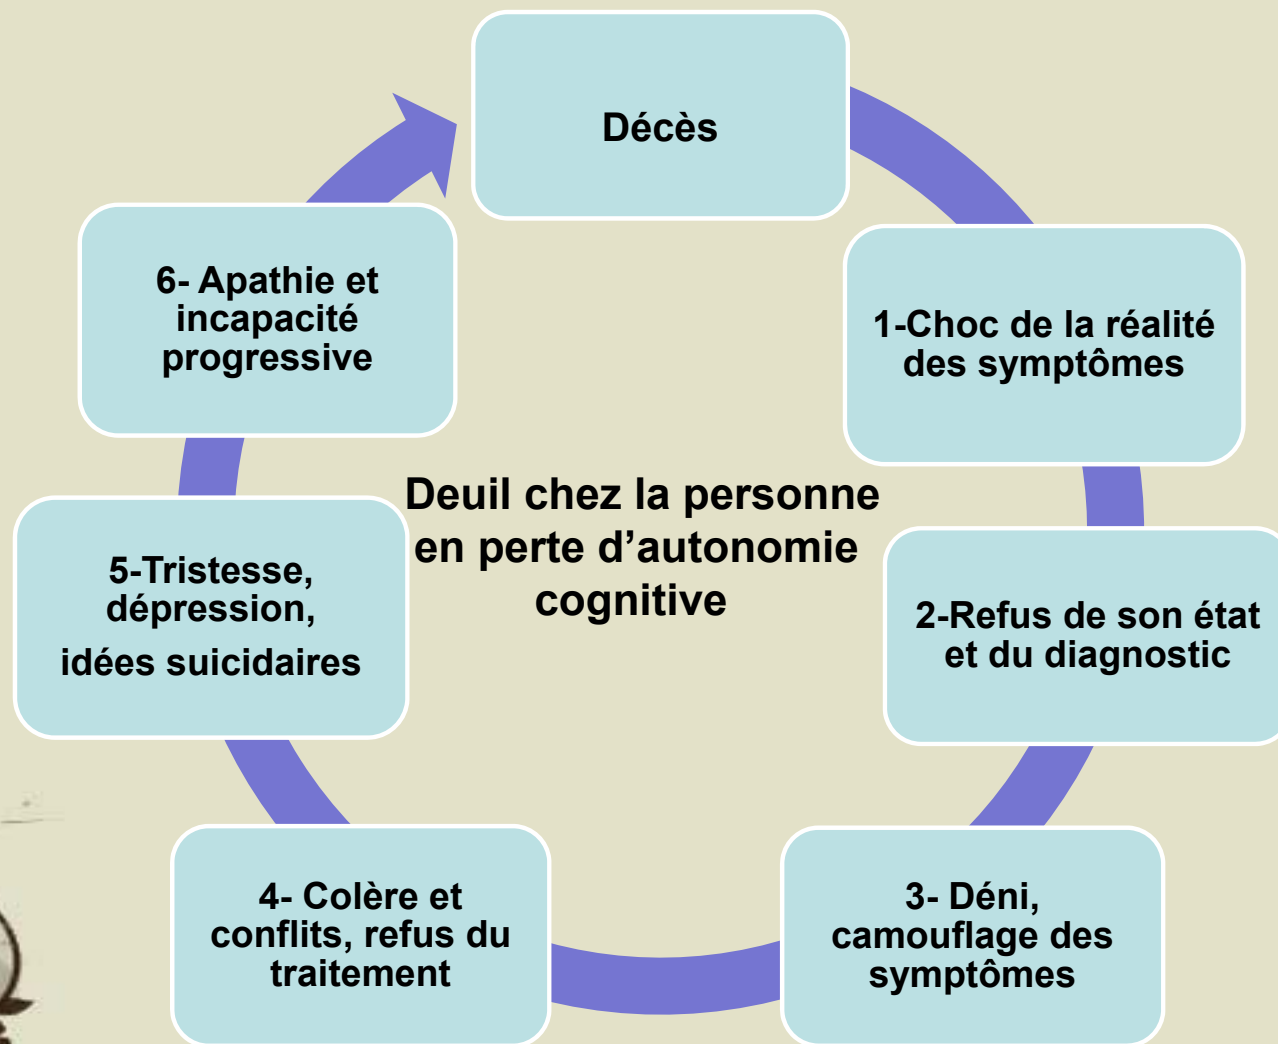 Décès
1-Choc de la réalité
des symptômes
2-Refus de son état
et du diagnostic
3- Déni,
camouflage des
symptômes
4- Colère et
conflits, refus du
traitement
5-Tristesse,
dépression,
idées suicidaires
6- Apathie et
incapacité
progressive
Deuil chez la personne
en perte d’autonomie
cognitive